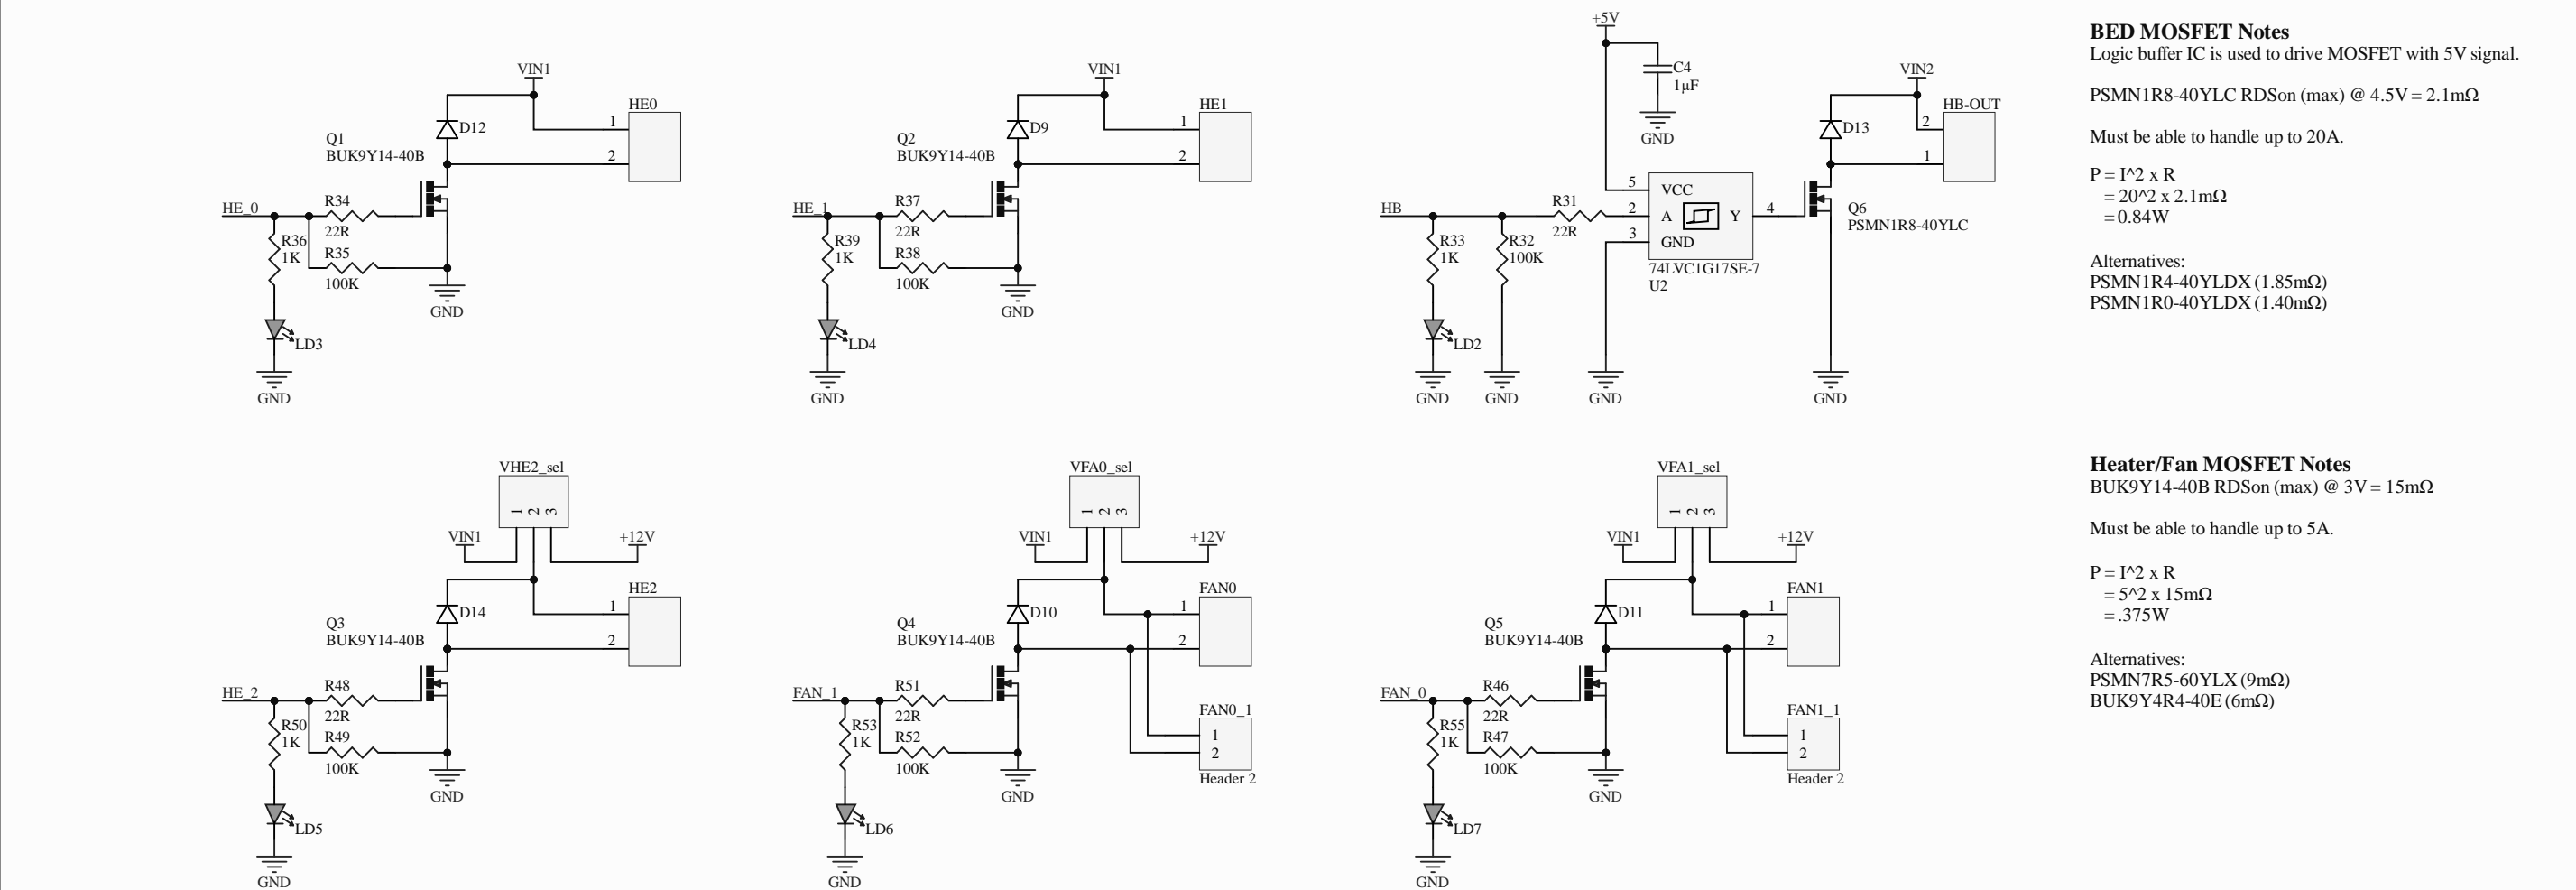 VIN1
HE0
D12
1
2
Q1
BUK9Y14-40B
HE_0
R34
22R
R36
1K
R35
100K
GND
LD3
GND
VIN1
HE1
D9
1
2
Q2
BUK9Y14-40B
HE_1
R37
22R
R39
1K
R38
100K
GND
LD4
GND
+5V
C4
1µF
GND
VIN2
HB-OUT
D13
2
1
5
VCC
HB
R31
22R
2
A
Y
4
3
GND
74LVC1G17SE-7
U2
Q6
PSMN1R8-40YLC
R33
1K
R32
100K
LD2
GND
GND
GND
GND
BED MOSFET Notes
Logic buffer IC is used to drive MOSFET with 5V signal.
PSMN1R8-40YLC RDSon (max) @ 4.5V = 2.1mΩ
Must be able to handle up to 20A.
P = I^2 x R
= 20^2 x 2.1mΩ
= 0.84W
Alternatives:
PSMN1R4-40YLDX (1.85mΩ)
PSMN1R0-40YLDX (1.40mΩ)
VHE2_sel
1 2 3
VIN1
+12V
HE2
D14
1
2
Q3
BUK9Y14-40B
HE_2
R48
22R
R50
1K
R49
100K
GND
LD5
GND
VFA0_sel
1 2 3
VIN1
+12V
FAN0
D10
1
2
Q4
BUK9Y14-40B
FAN_1
R51
22R
R53
1K
R52
100K
GND
FAN0_1
1
2
Header 2
LD6
GND
VFA1_sel
1 2 3
VIN1
+12V
FAN1
D11
1
2
Q5
BUK9Y14-40B
FAN_0
R46
22R
R55
1K
R47
100K
GND
FAN1_1
1
2
Header 2
LD7
GND
Heater/Fan MOSFET Notes
BUK9Y14-40B RDSon (max) @ 3V = 15mΩ
Must be able to handle up to 5A.
P = I^2 x R
= 5^2 x 15mΩ
= .375W
Alternatives:
PSMN7R5-60YLX (9mΩ)
BUK9Y4R4-40E (6mΩ)